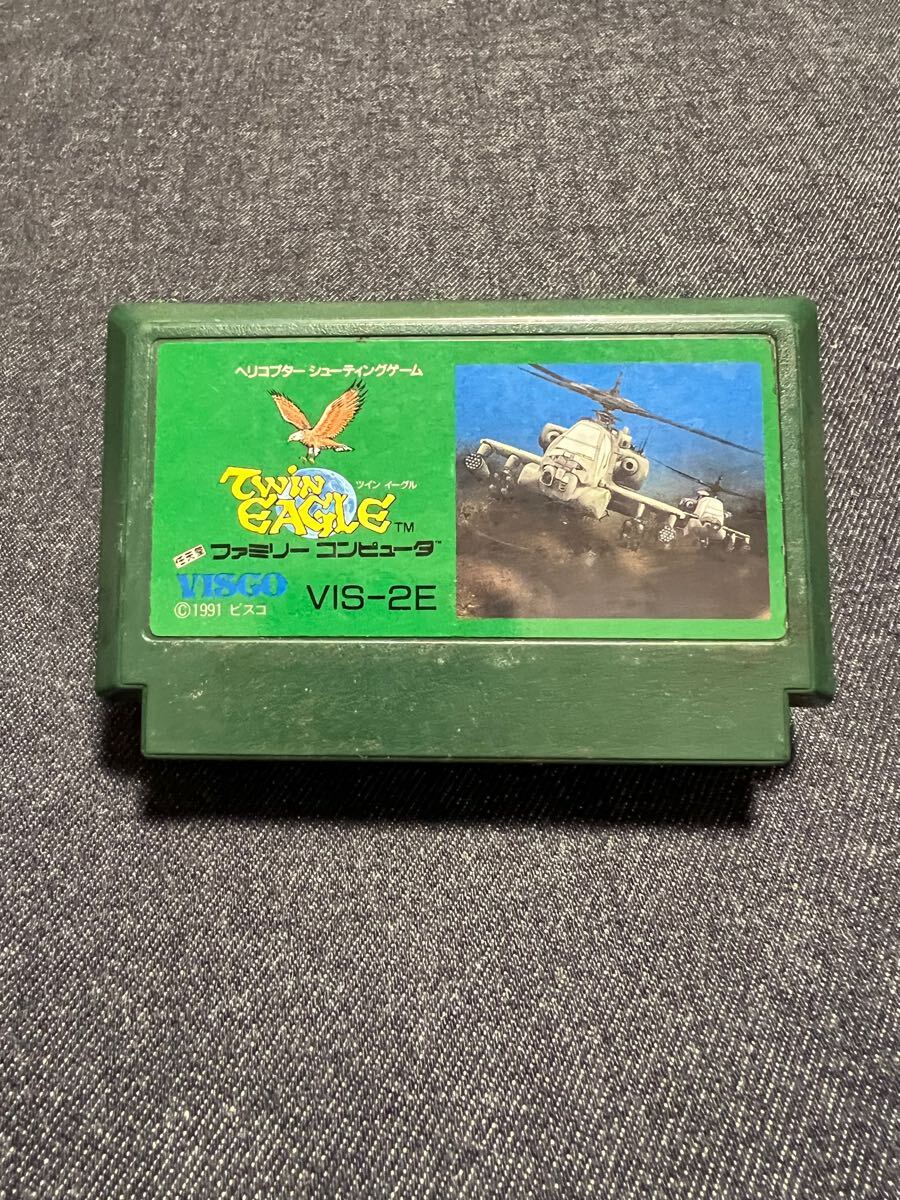 ヘリコプター シューティングゲーム
Twin
ツイン イーグル
EAGLE™
任天堂 ファミリー コンピュータ™
VISCO
©1991 ビスコ
VIS-2E